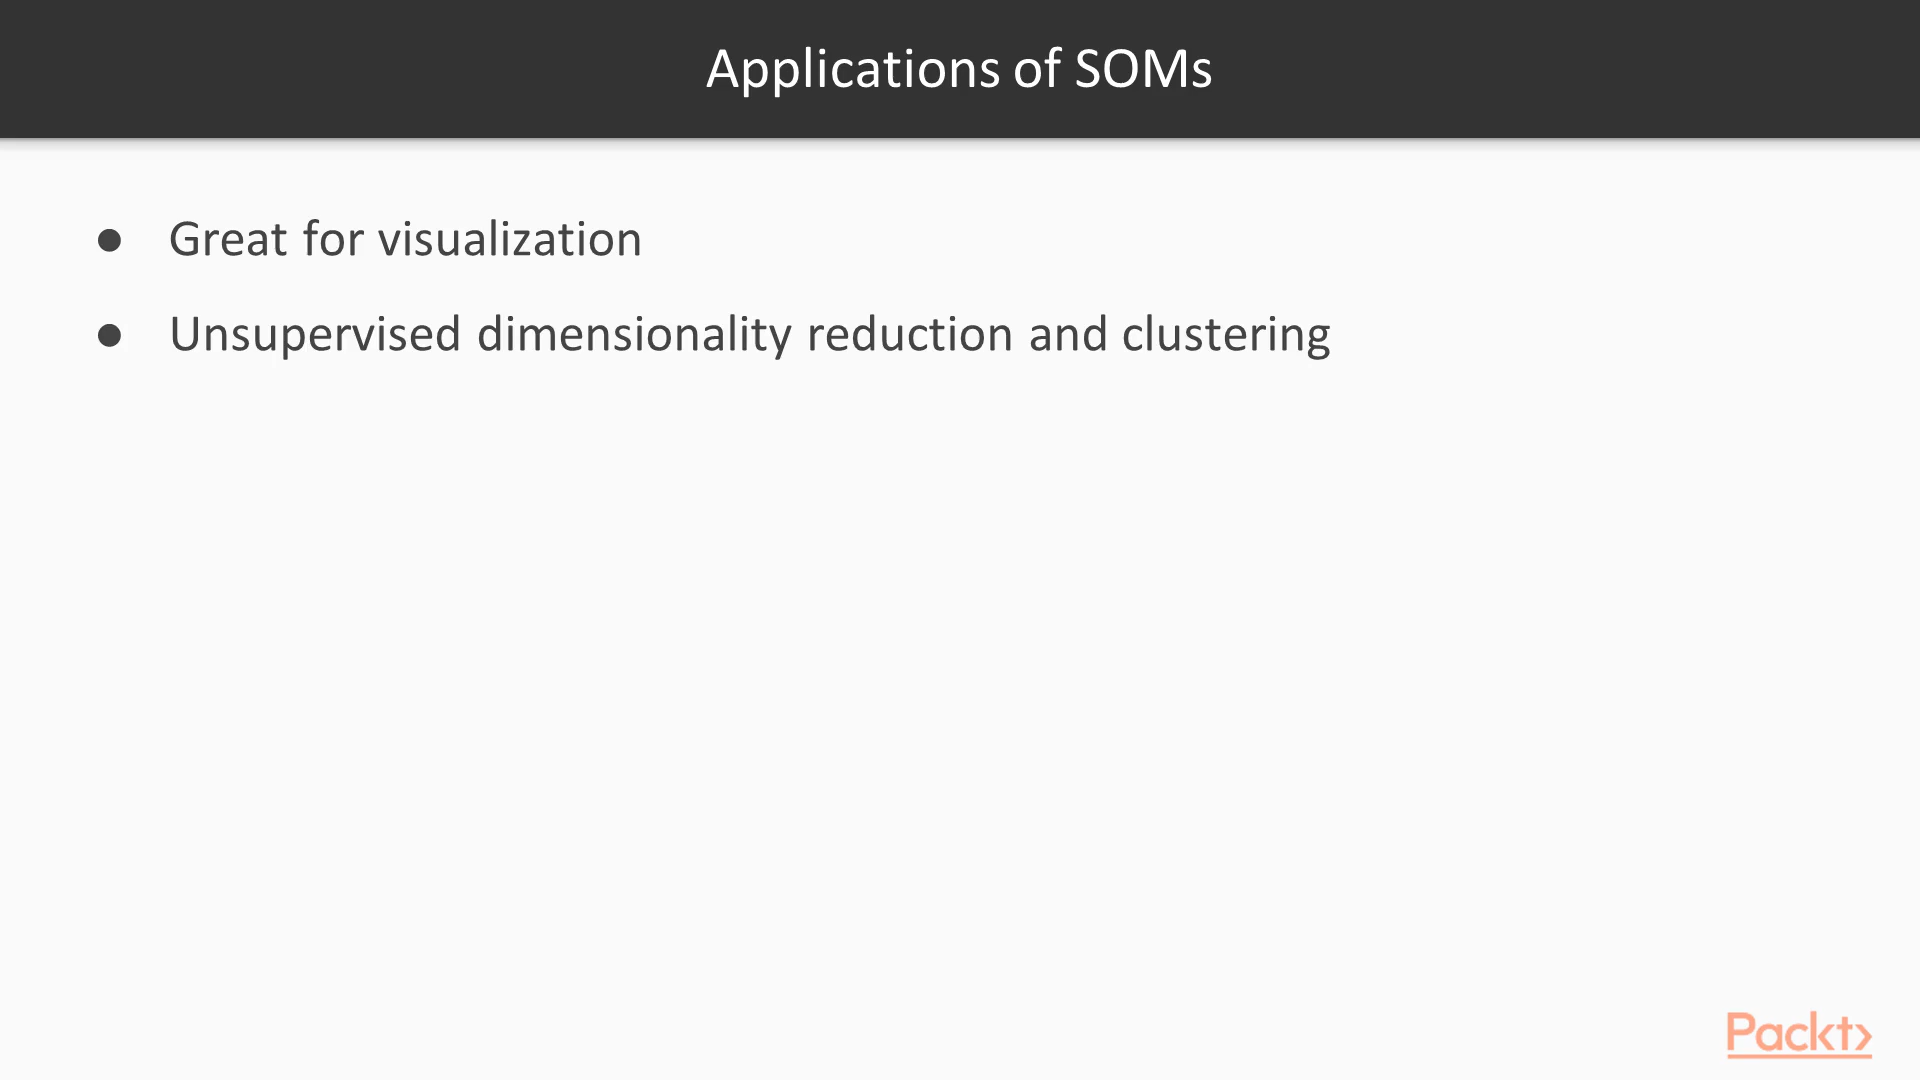 Applications of SOMs
● Great for visualization
● Unsupervised dimensionality reduction and clustering
Packt>